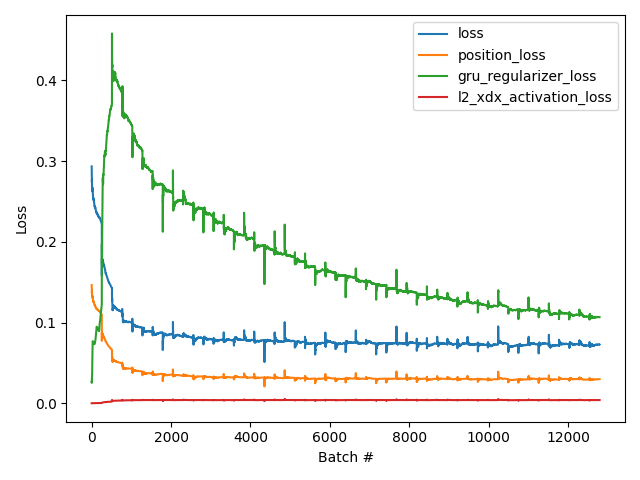 loss
position_loss
gru_regularizer_loss
l2_xdx_activation_loss
Loss
0.4
0.3
0.2
0.1
0.0
0 2000 4000 6000 8000 10000 12000
Batch #